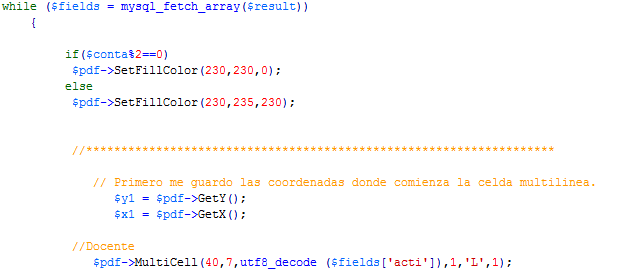 while ($fields = mysql_fetch_array($result))
{
if($conta%2==0)
$pdf->SetFillColor(230,230,0);
else
$pdf->SetFillColor(230,235,230);
//*******************************************************************
// Primero me guardo las coordenadas donde comienza la celda multilinea.
$y1 = $pdf->GetY();
$x1 = $pdf->GetX();
//Docente
$pdf->MultiCell(40,7,utf8_decode ($fields['acti']),1,'L',1);